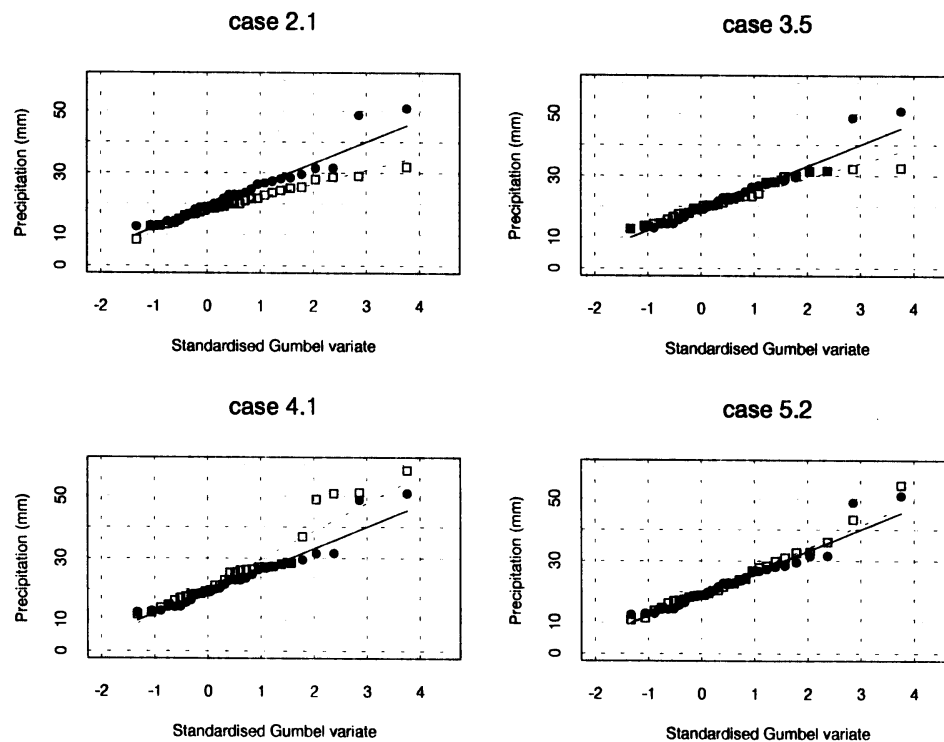 case 2.1
Precipitation (mm)
0 10 30 50
-2 -1 0 1 2 3 4
Standardised Gumbel variate
case 3.5
Precipitation (mm)
0 10 30 50
-2 -1 0 1 2 3 4
Standardised Gumbel variate
case 4.1
Precipitation (mm)
0 10 30 50
-2 -1 0 1 2 3 4
Standardised Gumbel variate
case 5.2
Precipitation (mm)
0 10 30 50
-2 -1 0 1 2 3 4
Standardised Gumbel variate